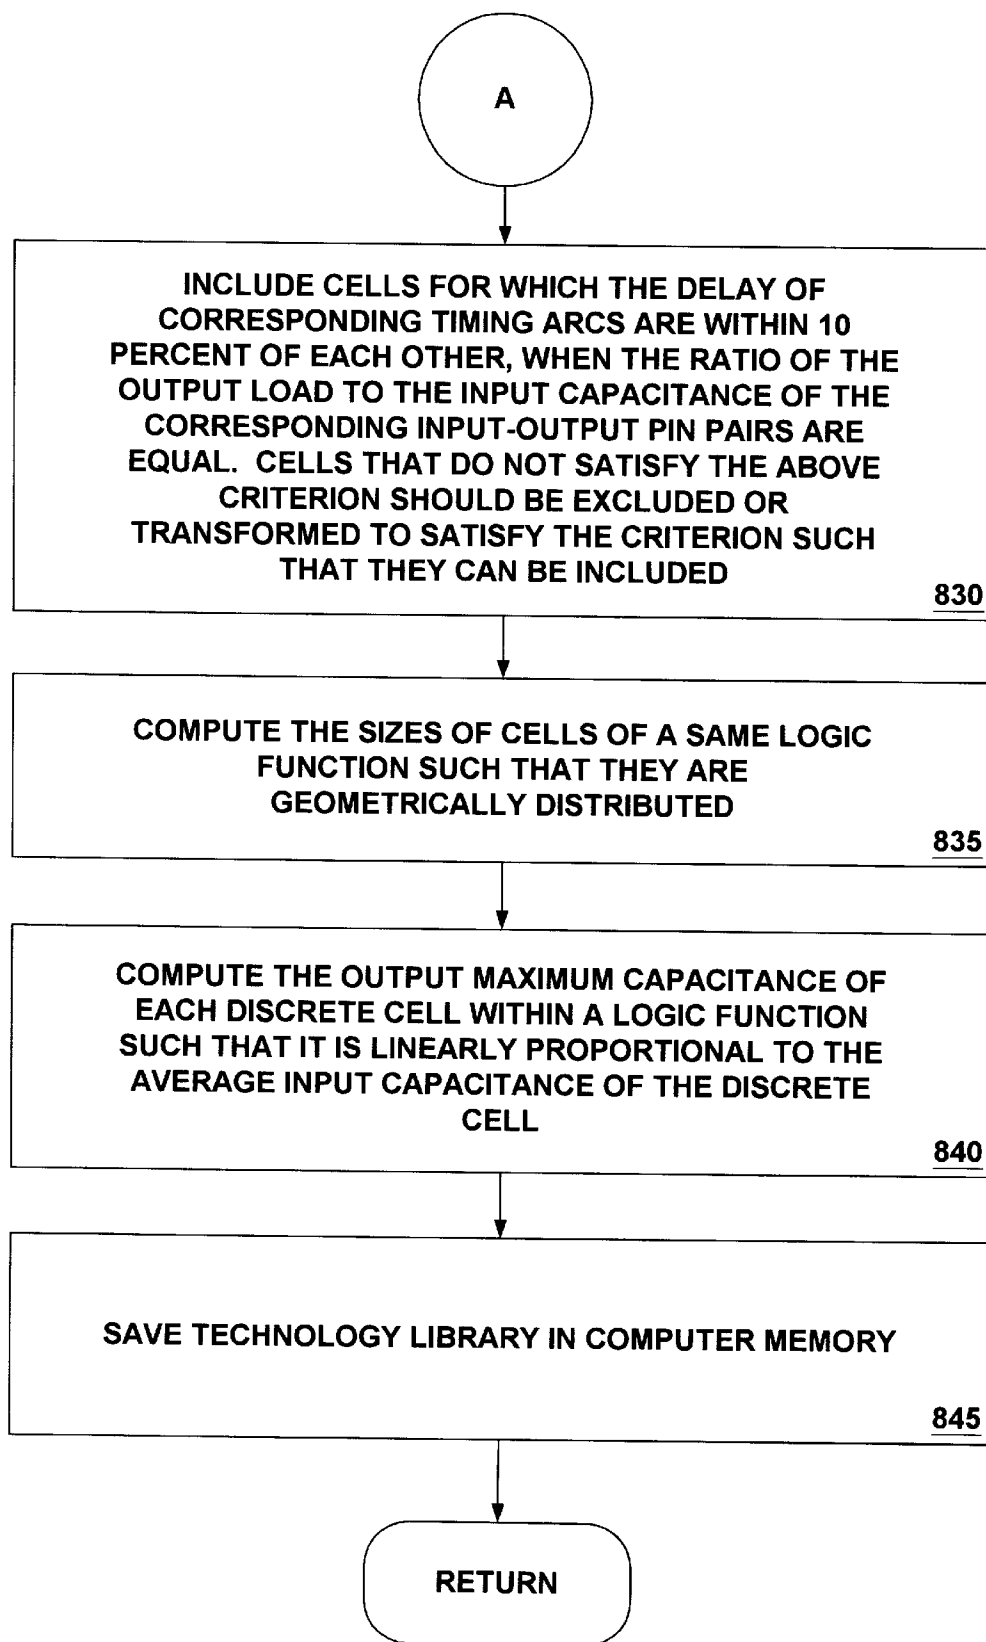 A
INCLUDE CELLS FOR WHICH THE DELAY OF
CORRESPONDING TIMING ARCS ARE WITHIN 10
PERCENT OF EACH OTHER, WHEN THE RATIO OF THE
OUTPUT LOAD TO THE INPUT CAPACITANCE OF THE
CORRESPONDING INPUT-OUTPUT PIN PAIRS ARE
EQUAL. CELLS THAT DO NOT SATISFY THE ABOVE
CRITERION SHOULD BE EXCLUDED OR
TRANSFORMED TO SATISFY THE CRITERION SUCH
THAT THEY CAN BE INCLUDED
830
COMPUTE THE SIZES OF CELLS OF A SAME LOGIC
FUNCTION SUCH THAT THEY ARE
GEOMETRICALLY DISTRIBUTED
835
COMPUTE THE OUTPUT MAXIMUM CAPACITANCE OF
EACH DISCRETE CELL WITHIN A LOGIC FUNCTION
SUCH THAT IT IS LINEARLY PROPORTIONAL TO THE
AVERAGE INPUT CAPACITANCE OF THE DISCRETE
CELL
840
SAVE TECHNOLOGY LIBRARY IN COMPUTER MEMORY
845
RETURN